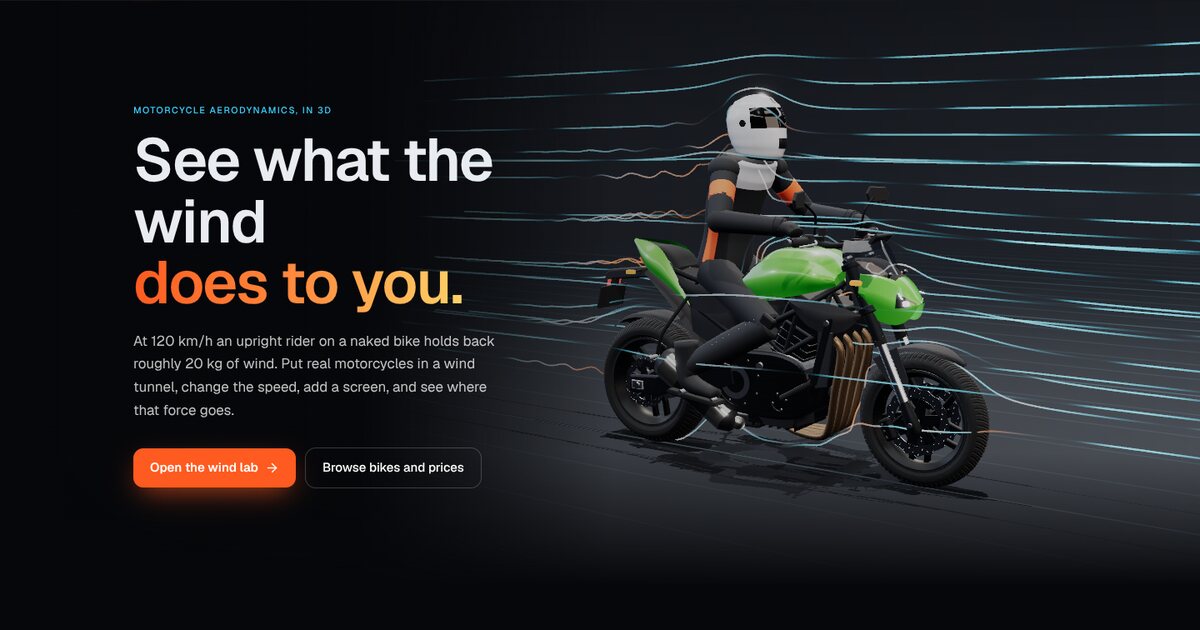 MOTORCYCLE AERODYNAMICS, IN 3D
See what the
wind
does to you.
At 120 km/h an upright rider on a naked bike holds back
roughly 20 kg of wind. Put real motorcycles in a wind
tunnel, change the speed, add a screen, and see where
that force goes.
Open the wind lab →
Browse bikes and prices